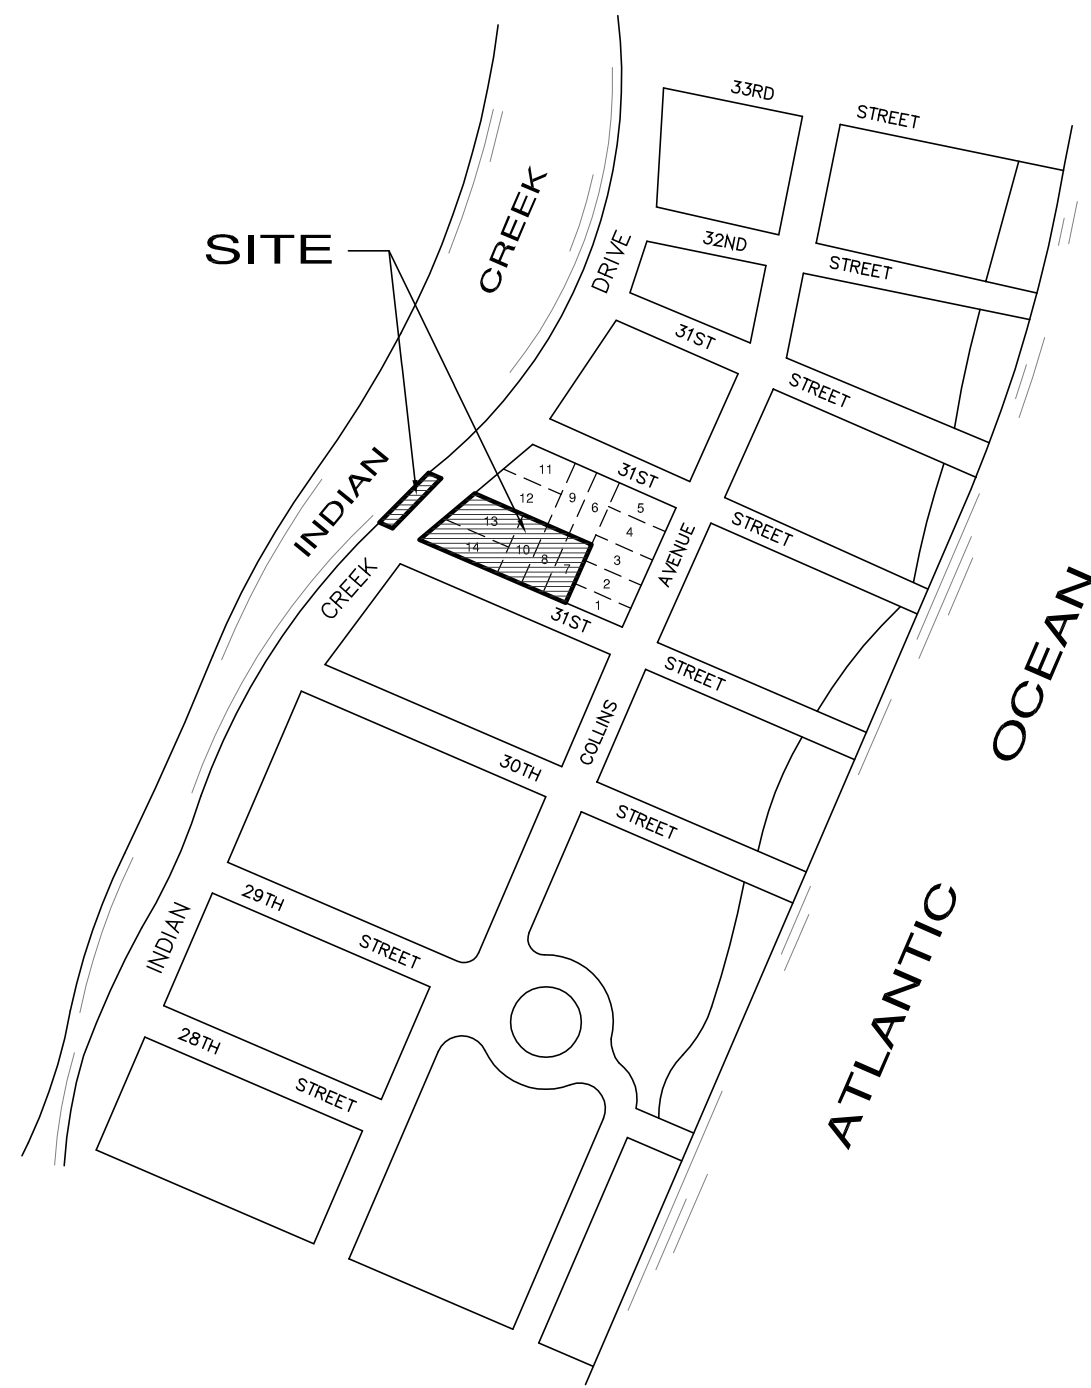 33RD
STREET
CREEK
SITE
DRIVE
32ND
STREET
31ST
STREET
INDIAN
31ST
11
12
9
6
5
4
13
14
10
8
7
3
2
1
AVENUE
STREET
CREEK
31ST
STREET
OCEAN
COLLINS
30TH
STREET
29TH
STREET
INDIAN
28TH
STREET
ATLANTIC